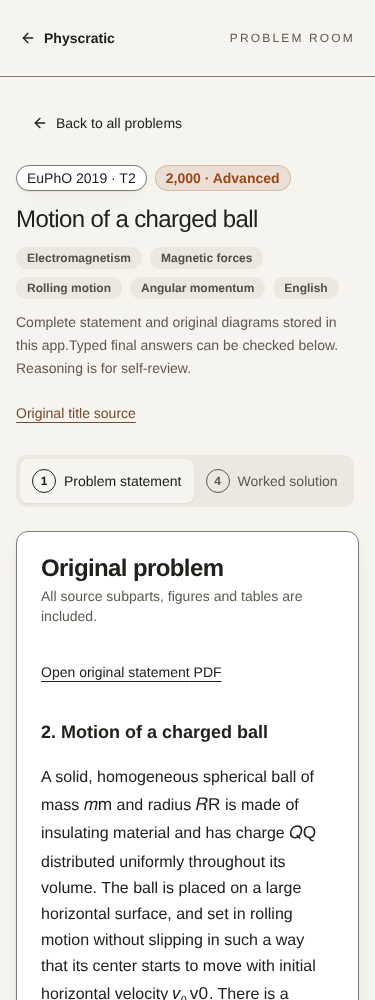 ← Physcratic
PROBLEM ROOM
← Back to all problems
EuPhO 2019 · T2
2,000 · Advanced
Motion of a charged ball
Electromagnetism
Magnetic forces
Rolling motion
Angular momentum
English
Complete statement and original diagrams stored in
this app.Typed final answers can be checked below.
Reasoning is for self-review.
Original title source
1 Problem statement
4 Worked solution
Original problem
All source subparts, figures and tables are
included.
Open original statement PDF
2. Motion of a charged ball
A solid, homogeneous spherical ball of
mass mm and radius RR is made of
insulating material and has charge QQ
distributed uniformly throughout its
volume. The ball is placed on a large
horizontal surface, and set in rolling
motion without slipping in such a way
that its center starts to move with initial
horizontal velocity v₀v0. There is a